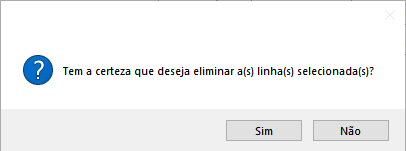 Tem a certeza que deseja eliminar a(s) linha(s) selecionada(s)?
Sim
Não